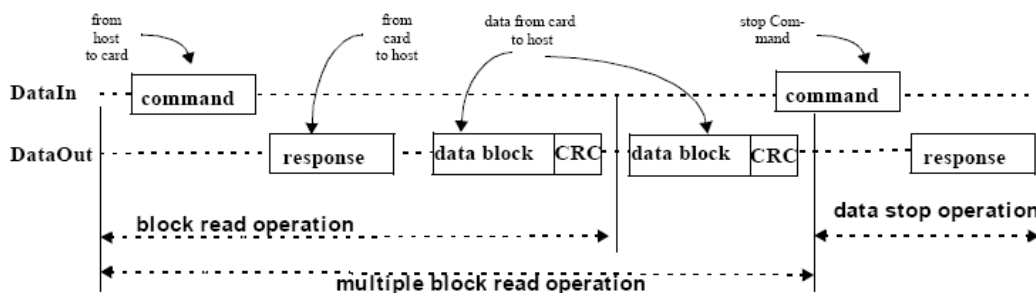 from
host
to card
from
card
to host
data from card
to host
stop Com-
mand
DataIn
command
command
DataOut
response
data block
CRC
data block
CRC
response
block read operation
data stop operation
multiple block read operation